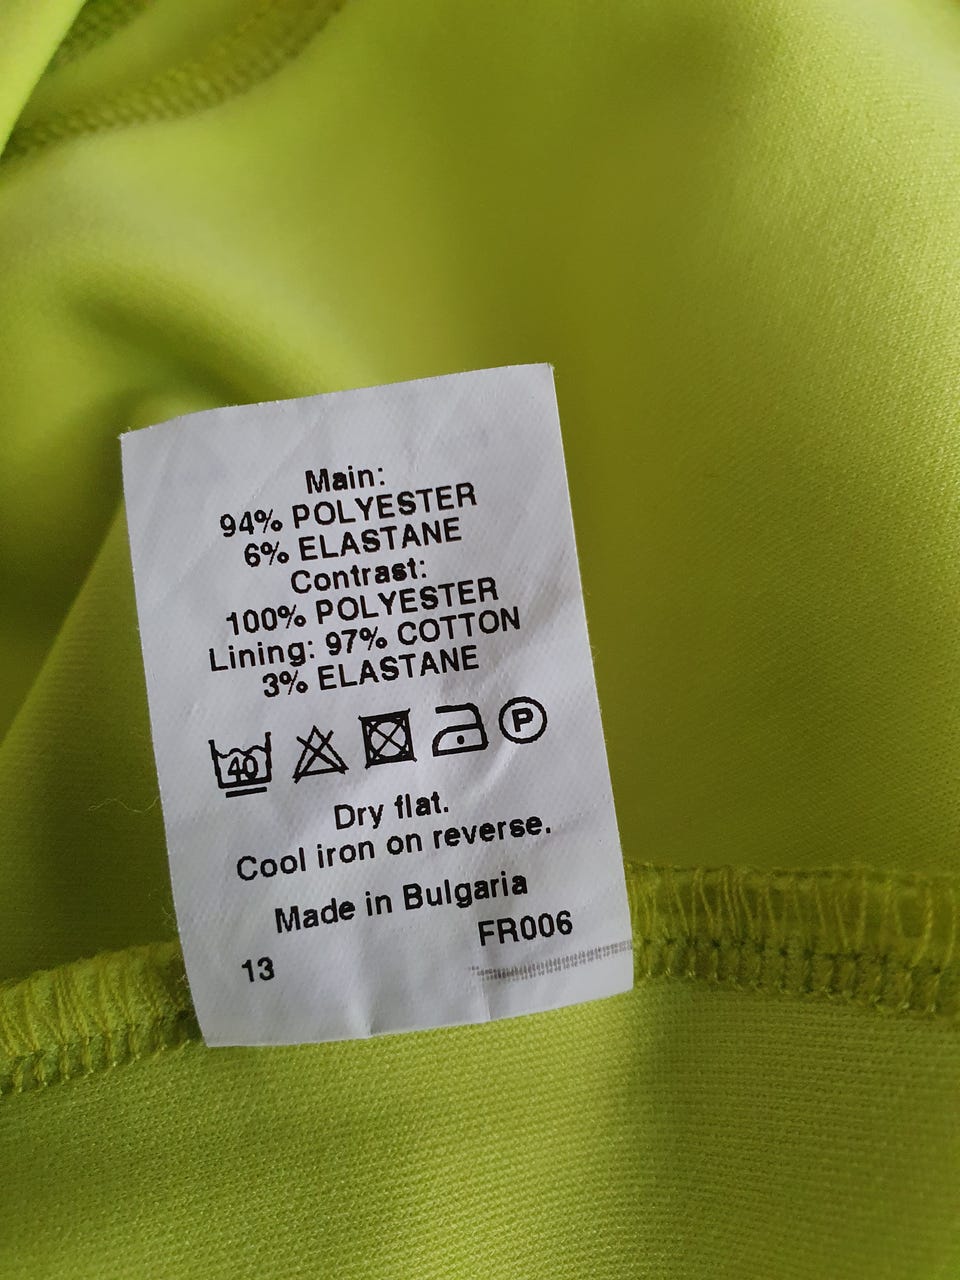 Main:
94% POLYESTER
6% ELASTANE
Contrast:
100% POLYESTER
Lining: 97% COTTON
3% ELASTANE
40 P
Dry flat.
Cool iron on reverse.
Made in Bulgaria
FR006
13